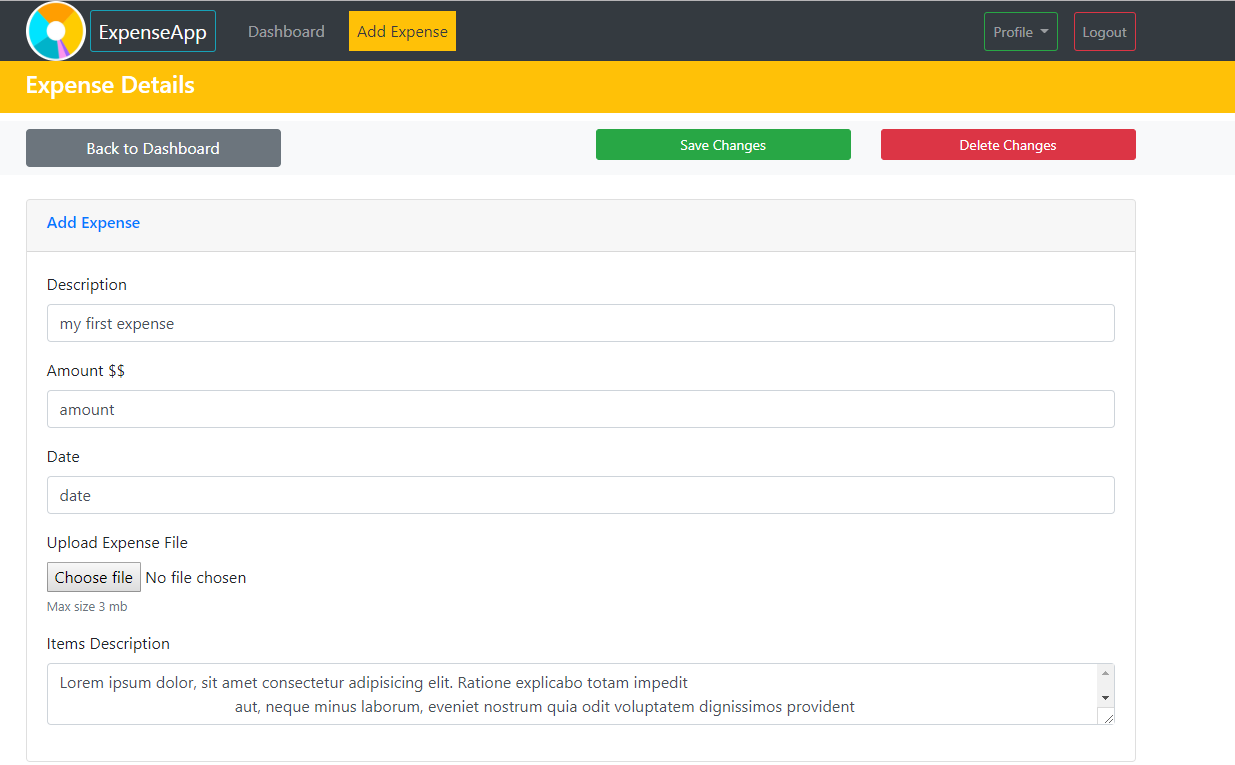 ExpenseApp Dashboard Add Expense Profile Logout
Expense Details
Back to Dashboard Save Changes Delete Changes
Add Expense
Description
my first expense
Amount $$
amount
Date
date
Upload Expense File
Choose file No file chosen
Max size 3 mb
Items Description
Lorem ipsum dolor, sit amet consectetur adipisicing elit. Ratione explicabo totam impedit
aut, neque minus laborum, eveniet nostrum quia odit voluptatem dignissimos provident